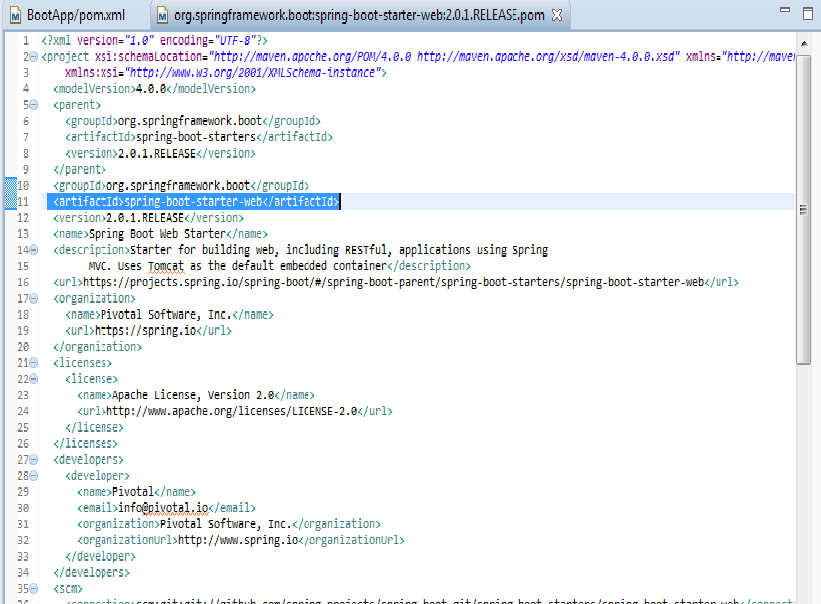 BootApp/pom.xml org.springframework.boot:spring-boot-starter-web:2.0.1.RELEASE.pom
1 <?xml version="1.0" encoding="UTF-8"?>
2 <project xsi:schemaLocation="http://maven.apache.org/POM/4.0.0 http://maven.apache.org/xsd/maven-4.0.0.xsd" xmlns="http://maven
3 xmlns:xsi="http://www.w3.org/2001/XMLSchema-instance">
4 <modelVersion>4.0.0</modelVersion>
5 <parent>
6 <groupId>org.springframework.boot</groupId>
7 <artifactId>spring-boot-starters</artifactId>
8 <version>2.0.1.RELEASE</version>
9 </parent>
10 <groupId>org.springframework.boot</groupId>
11 <artifactId>spring-boot-starter-web</artifactId>
12 <version>2.0.1.RELEASE</version>
13 <name>Spring Boot Web Starter</name>
14 <description>Starter for building web, including RESTful, applications using Spring
15 MVC. Uses Tomcat as the default embedded container</description>
16 <url>https://projects.spring.io/spring-boot/#/spring-boot-parent/spring-boot-starters/spring-boot-starter-web</url>
17 <organization>
18 <name>Pivotal Software, Inc.</name>
19 <url>https://spring.io</url>
20 </organization>
21 <licenses>
22 <license>
23 <name>Apache License, Version 2.0</name>
24 <url>http://www.apache.org/licenses/LICENSE-2.0</url>
25 </license>
26 </licenses>
27 <developers>
28 <developer>
29 <name>Pivotal</name>
30 <email>info@pivotal.io</email>
31 <organization>Pivotal Software, Inc.</organization>
32 <organizationUrl>http://www.spring.io</organizationUrl>
33 </developer>
34 </developers>
35 <scm>